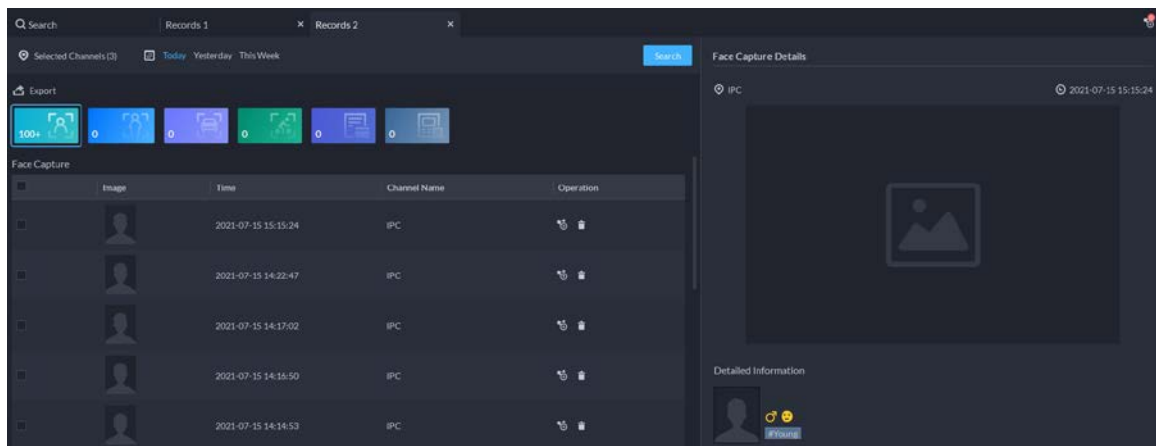 Search Records 1 × Records 2 ×
Selected Channels (3) Today Yesterday This Week Search
Export
100+ 0 0 0 0 0
Face Capture
Image Time Channel Name Operation
2021-07-15 15:15:24 IPC
2021-07-15 14:22:47 IPC
2021-07-15 14:17:02 IPC
2021-07-15 14:16:50 IPC
2021-07-15 14:14:53 IPC
Face Capture Details
IPC 2021-07-15 15:15:24
Detailed Information
#Young